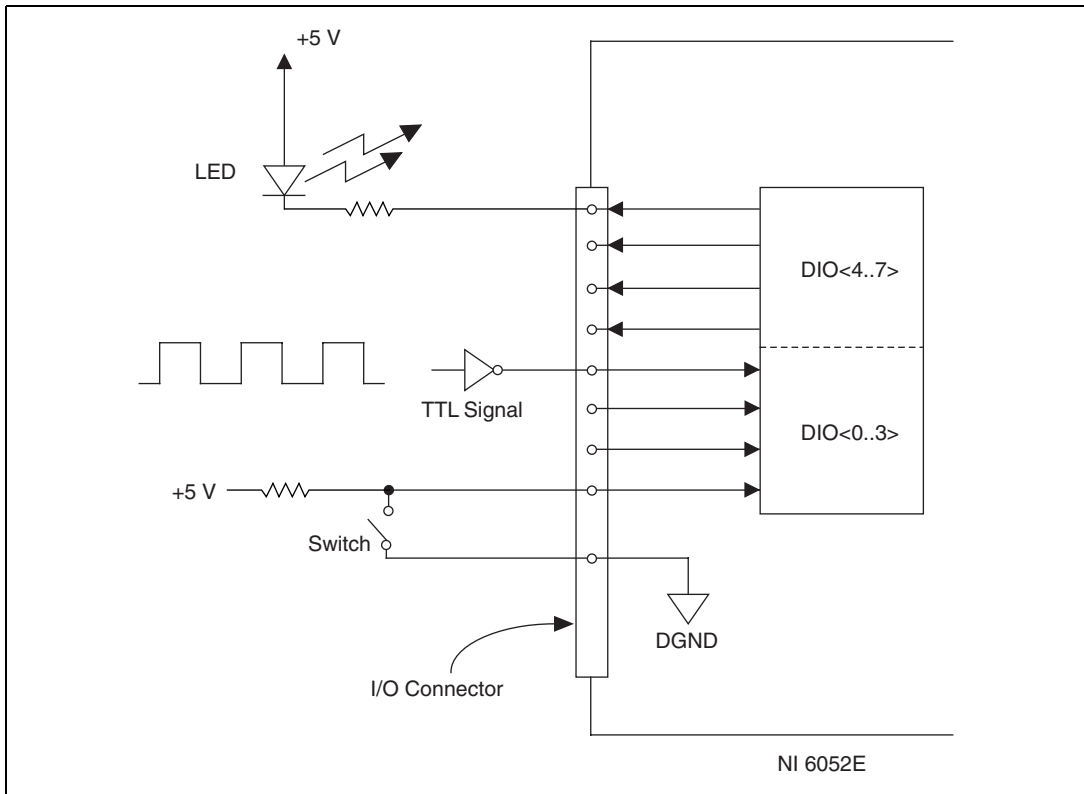 +5 V
LED
DIO<4..7>
TTL Signal
DIO<0..3>
+5 V
Switch
DGND
I/O Connector
NI 6052E